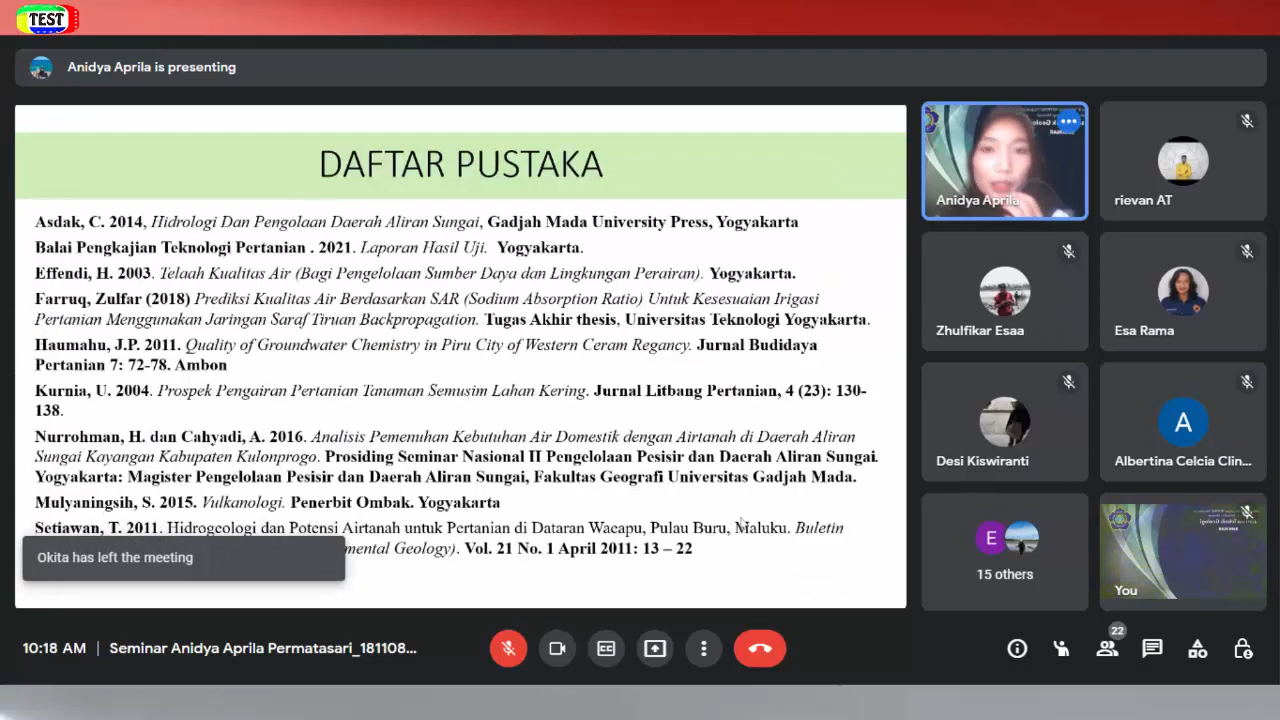 TEST
Anidya Aprila is presenting
DAFTAR PUSTAKA
Asdak, C. 2014, Hidrologi Dan Pengolaan Daerah Aliran Sungai, Gadjah Mada University Press, Yogyakarta
Balai Pengkajian Teknologi Pertanian . 2021. Laporan Hasil Uji. Yogyakarta.
Effendi, H. 2003. Telaah Kualitas Air (Bagi Pengelolaan Sumber Daya dan Lingkungan Perairan). Yogyakarta.
Farruq, Zulfar (2018) Prediksi Kualitas Air Berdasarkan SAR (Sodium Absorption Ratio) Untuk Kesesuaian Irigasi
Pertanian Menggunakan Jaringan Saraf Tiruan Backpropagation. Tugas Akhir thesis, Universitas Teknologi Yogyakarta.
Haumahu, J.P. 2011. Quality of Groundwater Chemistry in Piru City of Western Ceram Regancy. Jurnal Budidaya
Pertanian 7: 72-78. Ambon
Kurnia, U. 2004. Prospek Pengairan Pertanian Tanaman Semusim Lahan Kering. Jurnal Litbang Pertanian, 4 (23): 130-
138.
Nurrohman, H. dan Cahyadi, A. 2016. Analisis Pemenuhan Kebutuhan Air Domestik dengan Airtanah di Daerah Aliran
Sungai Kayangan Kabupaten Kulonprogo. Prosiding Seminar Nasional II Pengelolaan Pesisir dan Daerah Aliran Sungai.
Yogyakarta: Magister Pengelolaan Pesisir dan Daerah Aliran Sungai, Fakultas Geografi Universitas Gadjah Mada.
Mulyaningsih, S. 2015. Vulkanologi. Penerbit Ombak. Yogyakarta
Setiawan, T. 2011. Hidrogeologi dan Potensi Airtanah untuk Pertanian di Dataran Waeapu, Pulau Buru, Maluku. Buletin
mental Geology). Vol. 21 No. 1 April 2011: 13 – 22
Okita has left the meeting
Anidya Aprila
rievan AT
Zhulfikar Esaa
Esa Rama
Desi Kiswiranti
A
Albertina Celcia Clin...
E
15 others
You
10:18 AM
Seminar Anidya Aprila Permatasari_181108...
CC
22